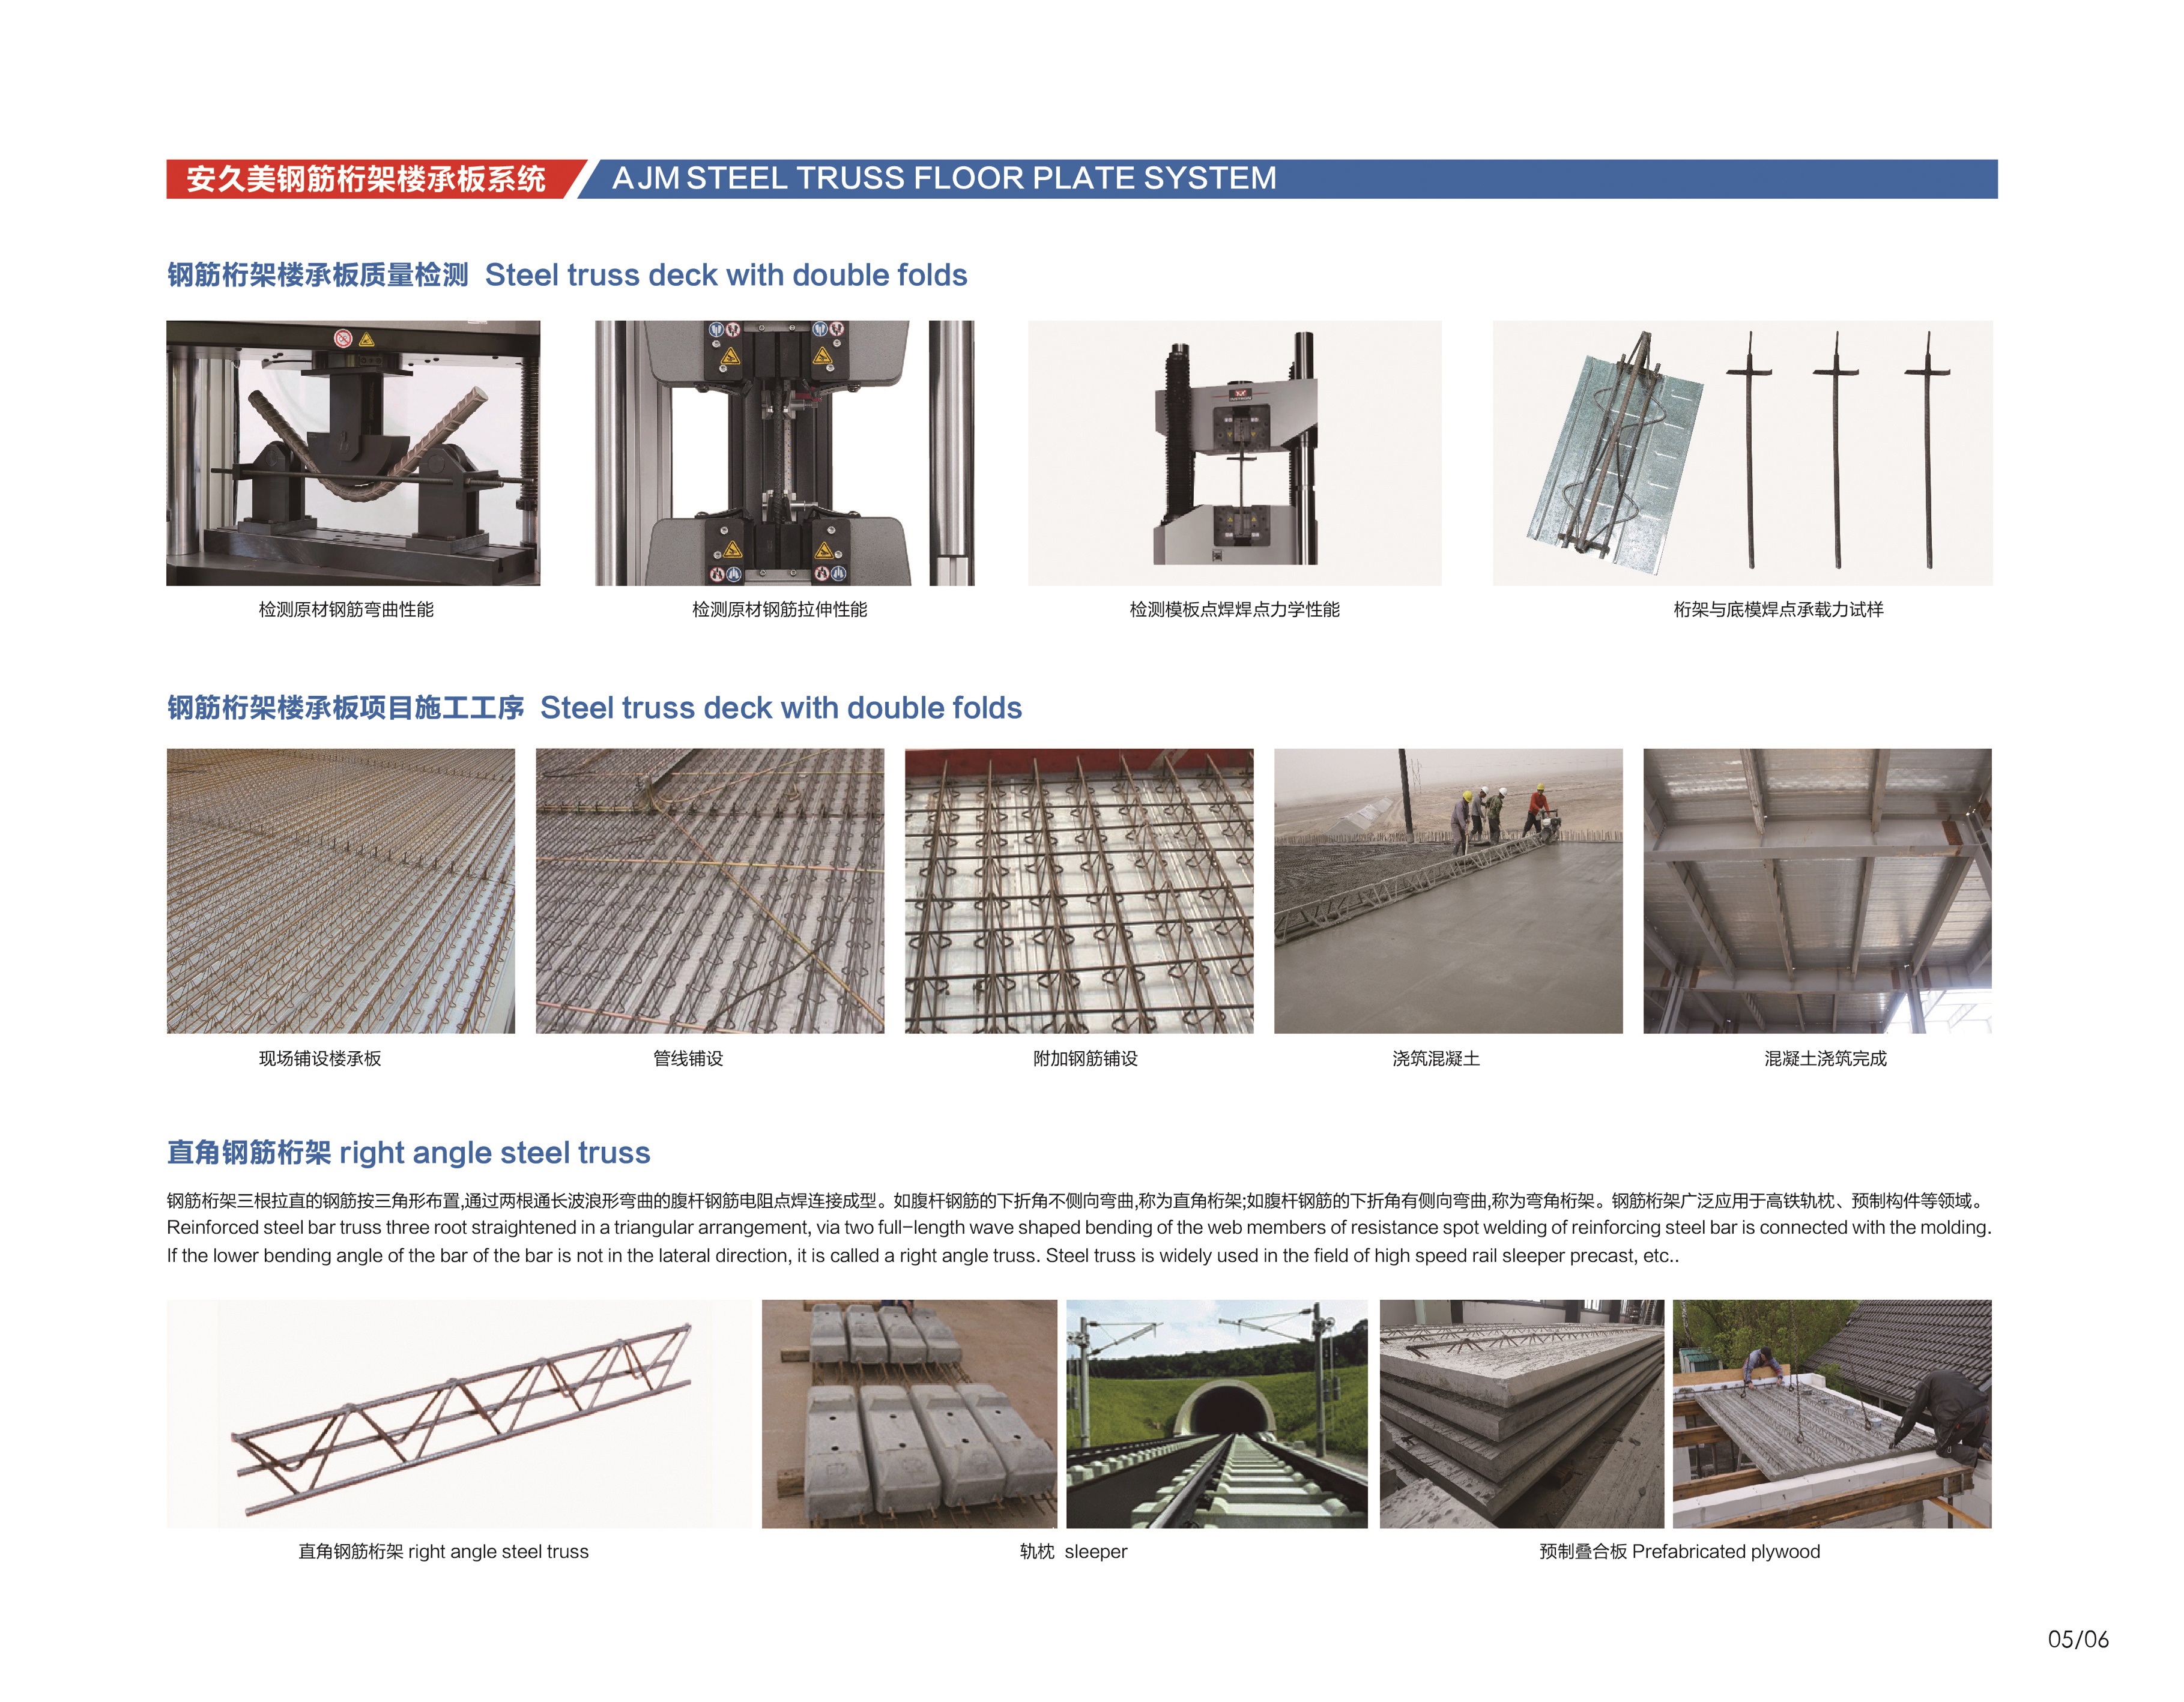 安久美钢筋桁架楼承板系统 AJM STEEL TRUSS FLOOR PLATE SYSTEM
钢筋桁架楼承板质量检测 Steel truss deck with double folds
检测原材钢筋弯曲性能
检测原材钢筋拉伸性能
检测模板点焊焊点力学性能
桁架与底模焊点承载力试样
钢筋桁架楼承板项目施工工序 Steel truss deck with double folds
现场铺设楼承板
管线铺设
附加钢筋铺设
浇筑混凝土
混凝土浇筑完成
直角钢筋桁架 right angle steel truss
钢筋桁架三根拉直的钢筋按三角形布置,通过两根通长波浪形弯曲的腹杆钢筋电阻点焊连接成型。如腹杆钢筋的下折角不侧向弯曲,称为直角桁架;如腹杆钢筋的下折角有侧向弯曲,称为弯角桁架。钢筋桁架广泛应用于高铁轨枕、预制构件等领域。
Reinforced steel bar truss three root straightened in a triangular arrangement, via two full-length wave shaped bending of the web members of resistance spot welding of reinforcing steel bar is connected with the molding.
If the lower bending angle of the bar of the bar is not in the lateral direction, it is called a right angle truss. Steel truss is widely used in the field of high speed rail sleeper precast, etc..
直角钢筋桁架 right angle steel truss
轨枕 sleeper
预制叠合板 Prefabricated plywood
05/06